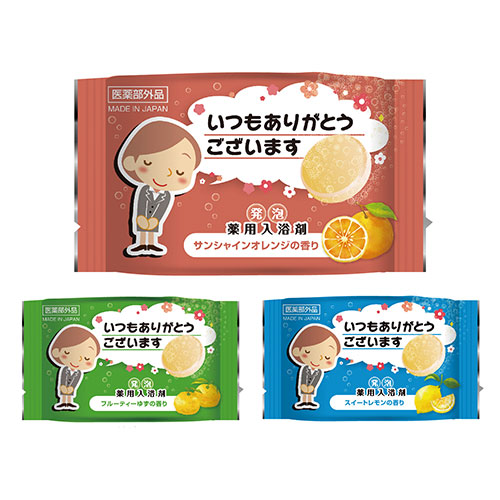 医薬部外品
MADE IN JAPAN
いつもありがとう
ございます
発泡
薬用入浴剤
サンシャインオレンジの香り
医薬部外品
MADE IN JAPAN
いつもありがとう
ございます
発泡
薬用入浴剤
フルーティーゆずの香り
医薬部外品
MADE IN JAPAN
いつもありがとう
ございます
発泡
薬用入浴剤
スイートレモンの香り